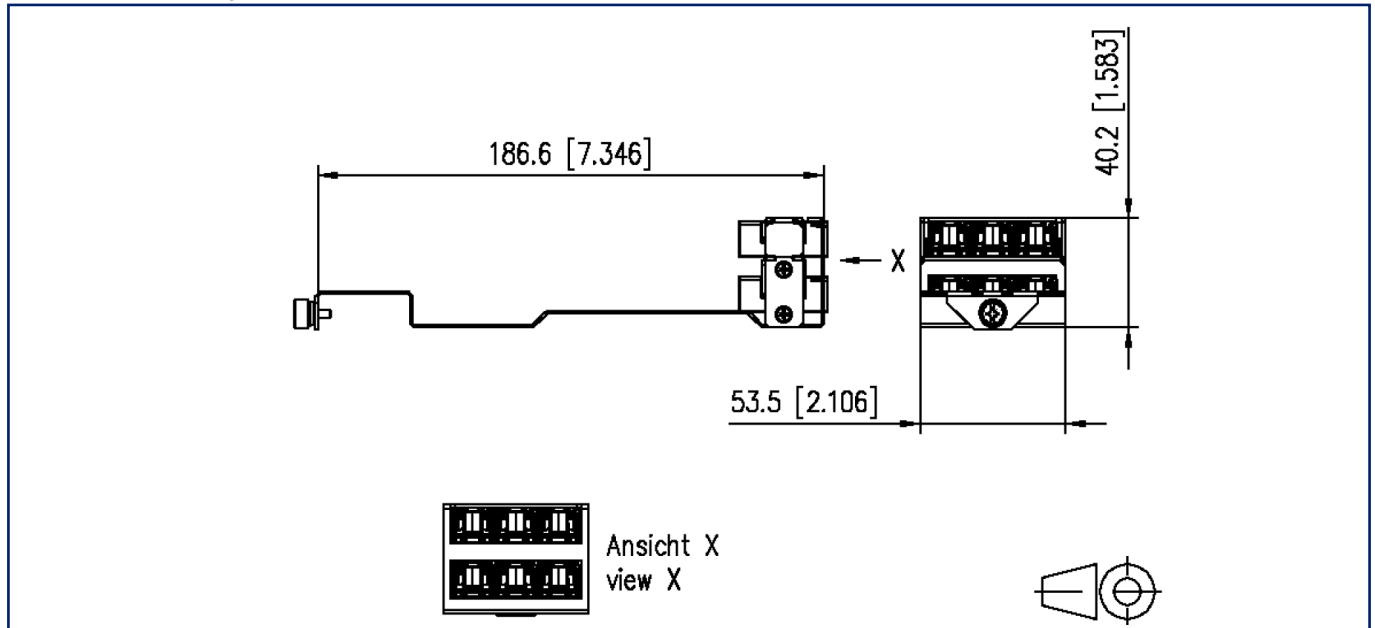 40.2 [1.583]
186.6 [7.346]
X
53.5 [2.106]
Ansicht X
view X